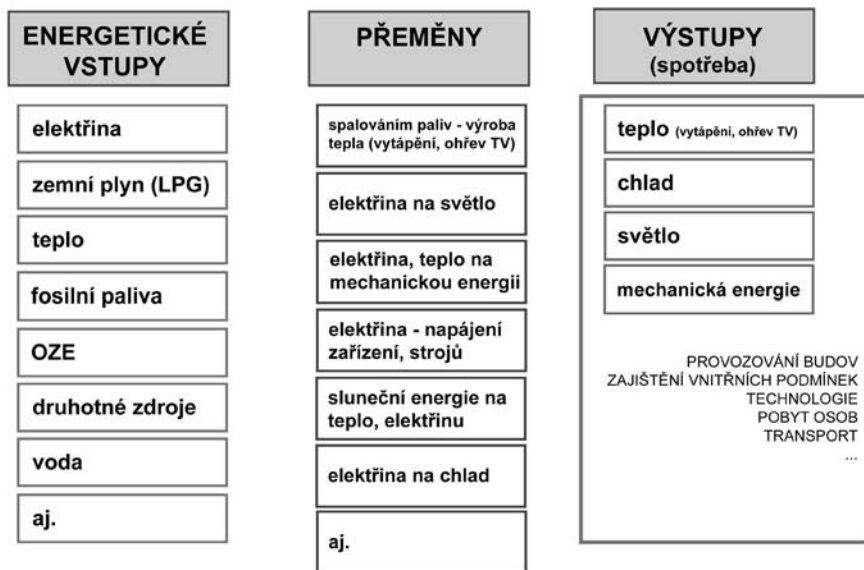 ENERGETICKÉ
VSTUPY
elektřina
zemní plyn (LPG)
teplo
fosilní paliva
OZE
druhotné zdroje
voda
aj.
PŘEMĚNY
spalováním paliv - výroba
tepla (vytápění, ohřev TV)
elektřina na světlo
elektřina, teplo na
mechanickou energii
elektřina - napájení
zařízení, strojů
sluneční energie na
teplo, elektřinu
elektřina na chlad
aj.
VÝSTUPY
(spotřeba)
teplo (vytápění, ohřev TV)
chlad
světlo
mechanická energie
PROVOZOVÁNÍ BUDOV
ZAJIŠTĚNÍ VNITŘNÍCH PODMÍNEK
TECHNOLOGIE
POBYT OSOB
TRANSPORT
...